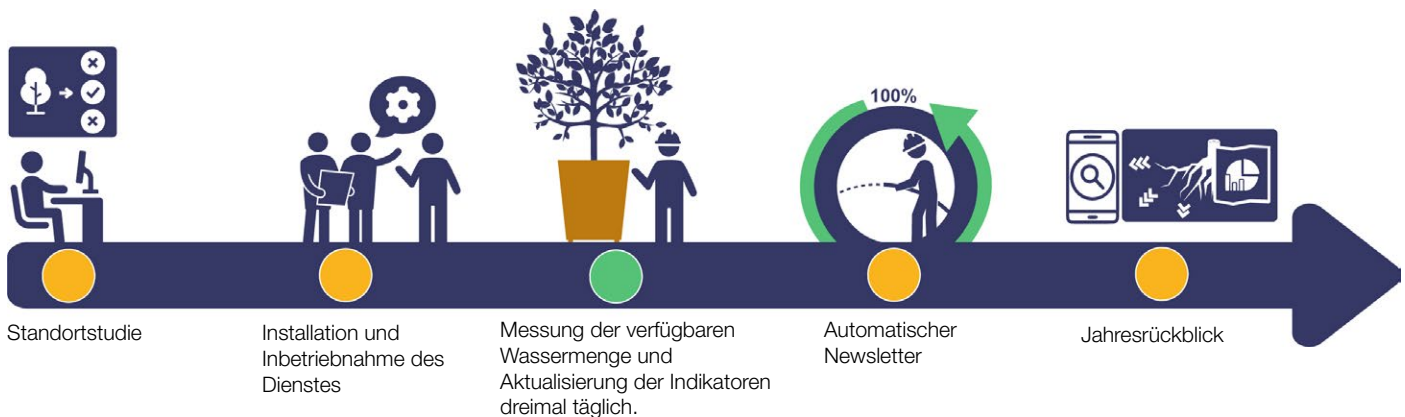 100%
Standortstudie
Installation und
Inbetriebnahme des
Dienstes
Messung der verfügbaren
Wassermenge und
Aktualisierung der Indikatoren
dreimal täglich.
Automatischer
Newsletter
Jahresrückblick